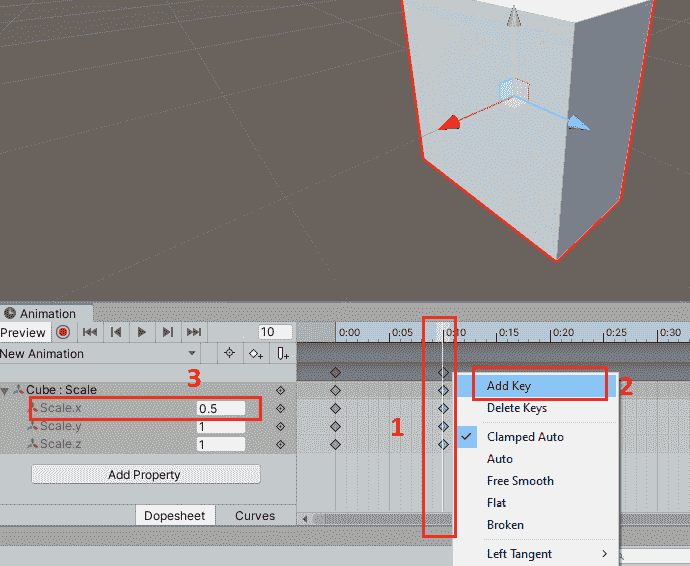 Animation
Preview 10 0:00 0:05 0:10 0:15 0:20 0:25 0:30
New Animation
3
Cube : Scale
Scale.x 0.5
Scale.y 1
Scale.z 1
Add Property
Dopesheet Curves
1
Add Key
2
Delete Keys
Clamped Auto
Auto
Free Smooth
Flat
Broken
Left Tangent